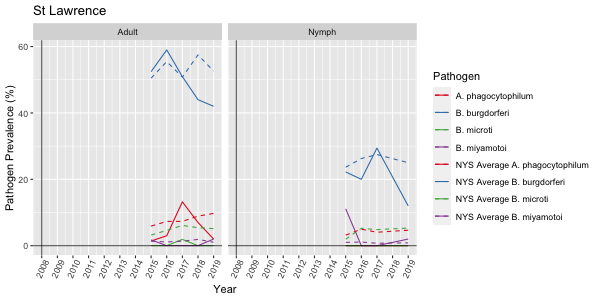 St Lawrence
Adult
Nymph
Pathogen Prevalence (%)
60
40
20
0
2008 2009 2010 2011 2012 2013 2014 2015 2016 2017 2018 2019
2008 2009 2010 2011 2012 2013 2014 2015 2016 2017 2018 2019
Year
Pathogen
A. phagocytophilum
B. burgdorferi
B. microti
B. miyamotoi
NYS Average A. phagocytophilum
NYS Average B. burgdorferi
NYS Average B. microti
NYS Average B. miyamotoi